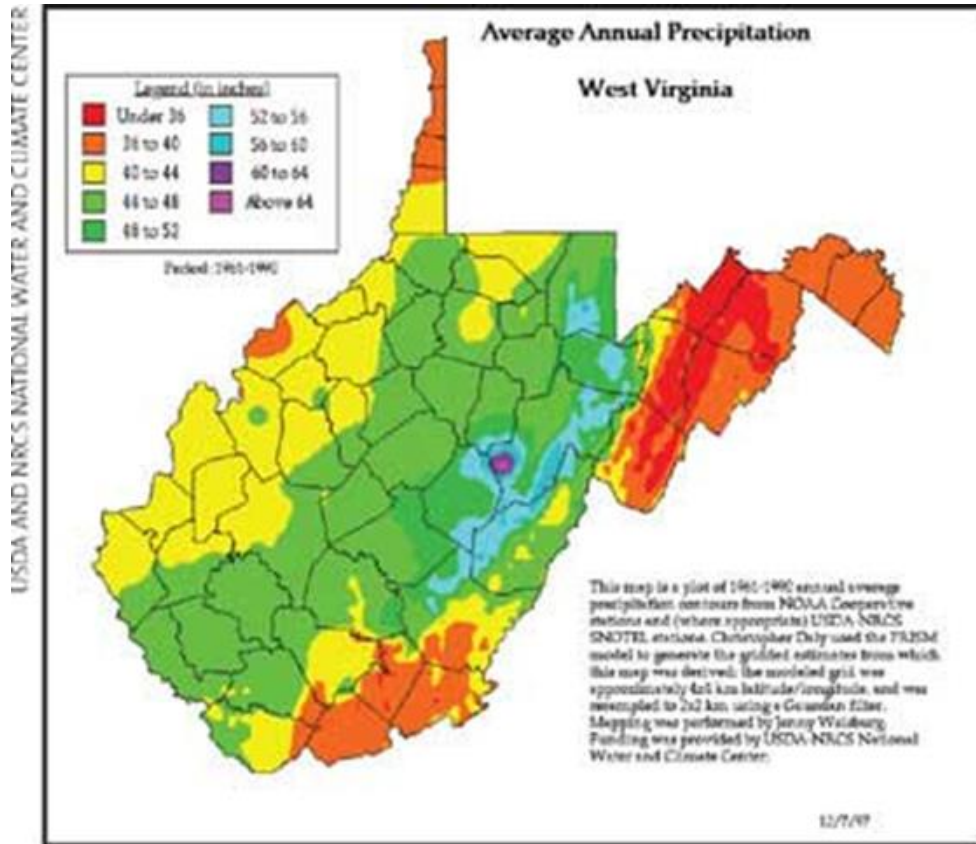 USDA AND NRCS NATIONAL WATER AND CLIMATE CENTER
Average Annual Precipitation
West Virginia
Legend (in inches)
Under 36
36 to 40
40 to 44
44 to 48
48 to 52
52 to 56
56 to 60
60 to 64
Above 64
Period: 1961-1990
This map is a plot of 1961-1990 annual average
precipitation contours from NOAA Cooperative
stations and (where appropriate) USDA-NRCS
SNOTEL stations. Christopher Daly used the PRISM
model to generate the gridded estimates from which
this map was derived; the modeled grid was
approximately 4x4 km latitude/longitude, and was
resampled to 2x2 km using a Gaussian filter.
Mapping was performed by Jenny Weisburg.
Funding was provided by USDA-NRCS National
Water and Climate Center.
12/7/97